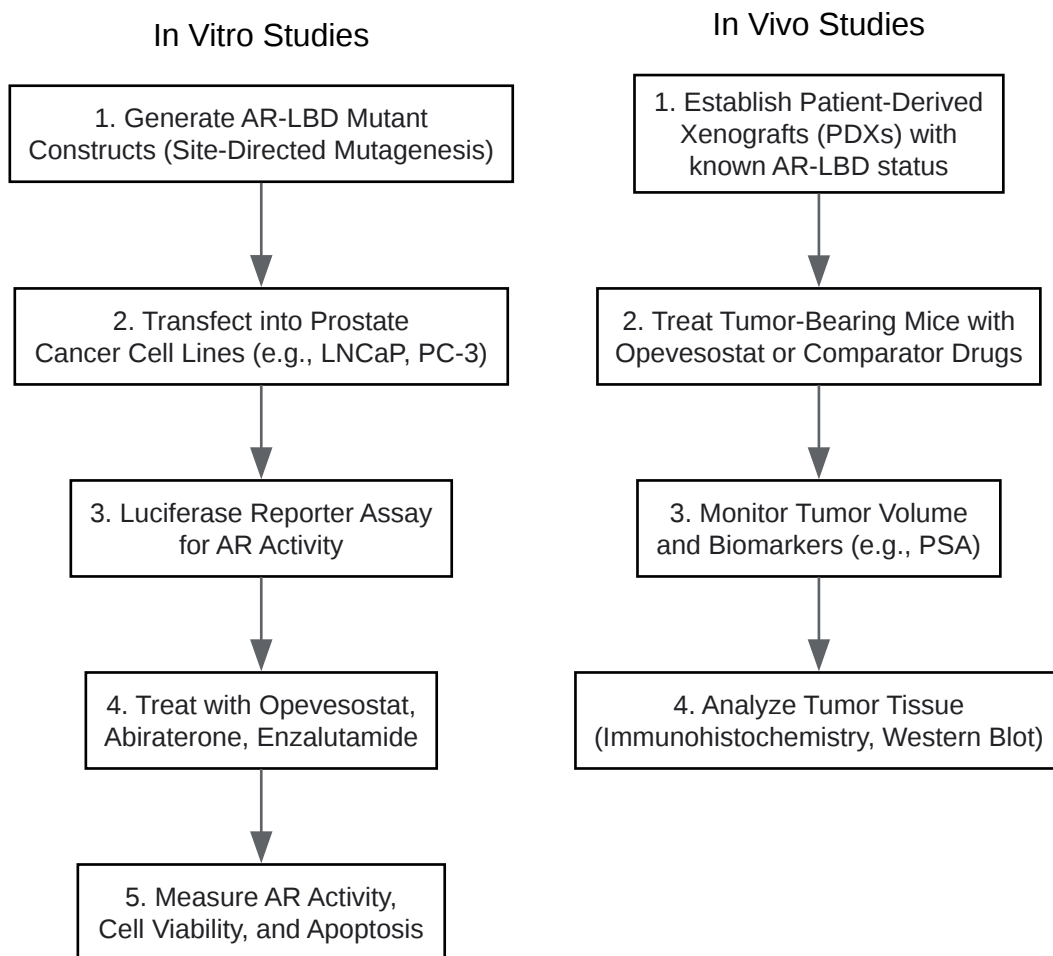 In Vitro Studies
1. Generate AR-LBD Mutant
Constructs (Site-Directed Mutagenesis)
2. Transfect into Prostate
Cancer Cell Lines (e.g., LNCaP, PC-3)
3. Luciferase Reporter Assay
for AR Activity
4. Treat with Opevesostat,
Abiraterone, Enzalutamide
5. Measure AR Activity,
Cell Viability, and Apoptosis
In Vivo Studies
1. Establish Patient-Derived
Xenografts (PDXs) with
known AR-LBD status
2. Treat Tumor-Bearing Mice with
Opevesostat or Comparator Drugs
3. Monitor Tumor Volume
and Biomarkers (e.g., PSA)
4. Analyze Tumor Tissue
(Immunohistochemistry, Western Blot)